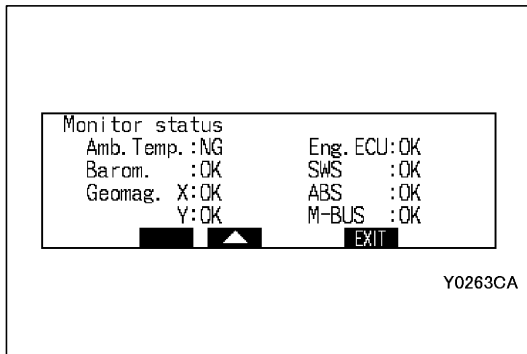 Monitor status
Amb. Temp. :NG Eng. ECU:OK
Barom. :OK SWS :OK
Geomag. X:OK ABS :OK
Y:OK M-BUS :OK
EXIT
Y0263CA